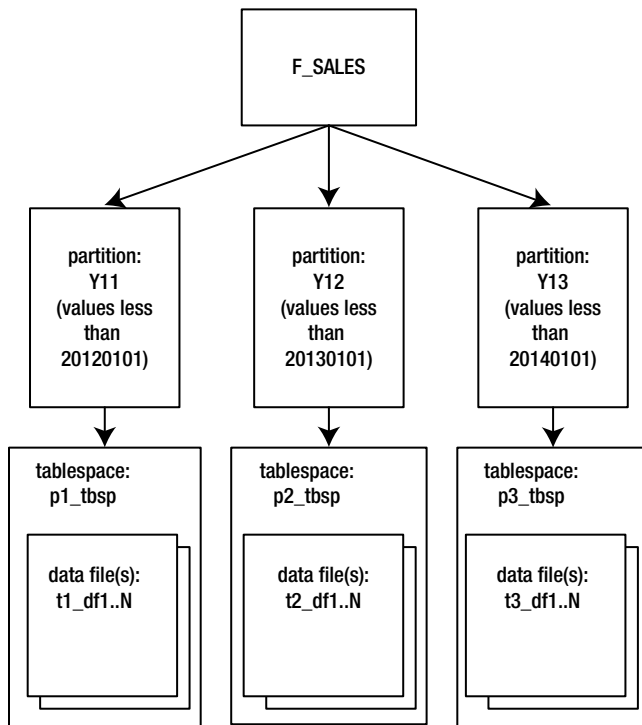 F_SALES
partition:
Y11
(values less
than
20120101)
partition:
Y12
(values less
than
20130101)
partition:
Y13
(values less
than
20140101)
tablespace:
p1_tbsp
data file(s):
t1_df1..N
tablespace:
p2_tbsp
data file(s):
t2_df1..N
tablespace:
p3_tbsp
data file(s):
t3_df1..N